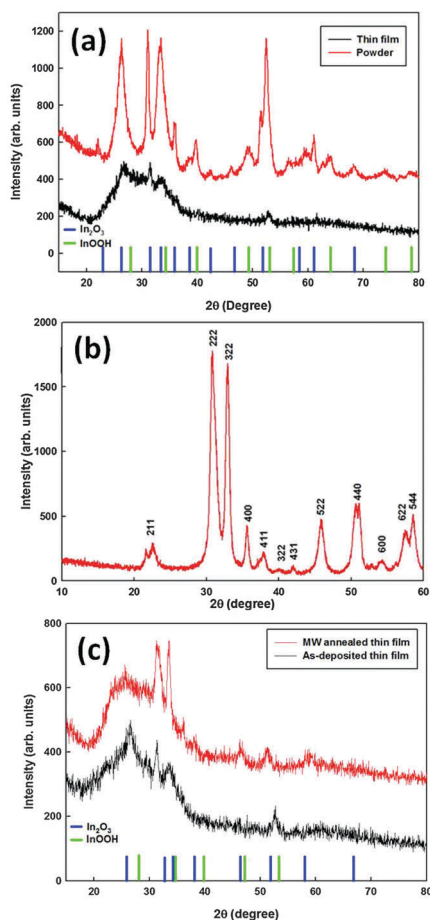 (a)
Thin film
Powder
1200
1000
800
600
400
200
0
Intensity (arb. units)
In₂O₃
InOOH
20 30 40 50 60 70 80
2θ (Degree)
(b)
2000
1500
1000
500
0
Intensity (arb. units)
211
222
322
400
411
322
431
522
440
600
622
544
10 20 30 40 50 60
2θ (degree)
(c)
MW annealed thin film
As-deposited thin film
800
600
400
200
0
Intensity (arb. units)
In₂O₃
InOOH
20 30 40 50 60 70 80
2θ (degree)